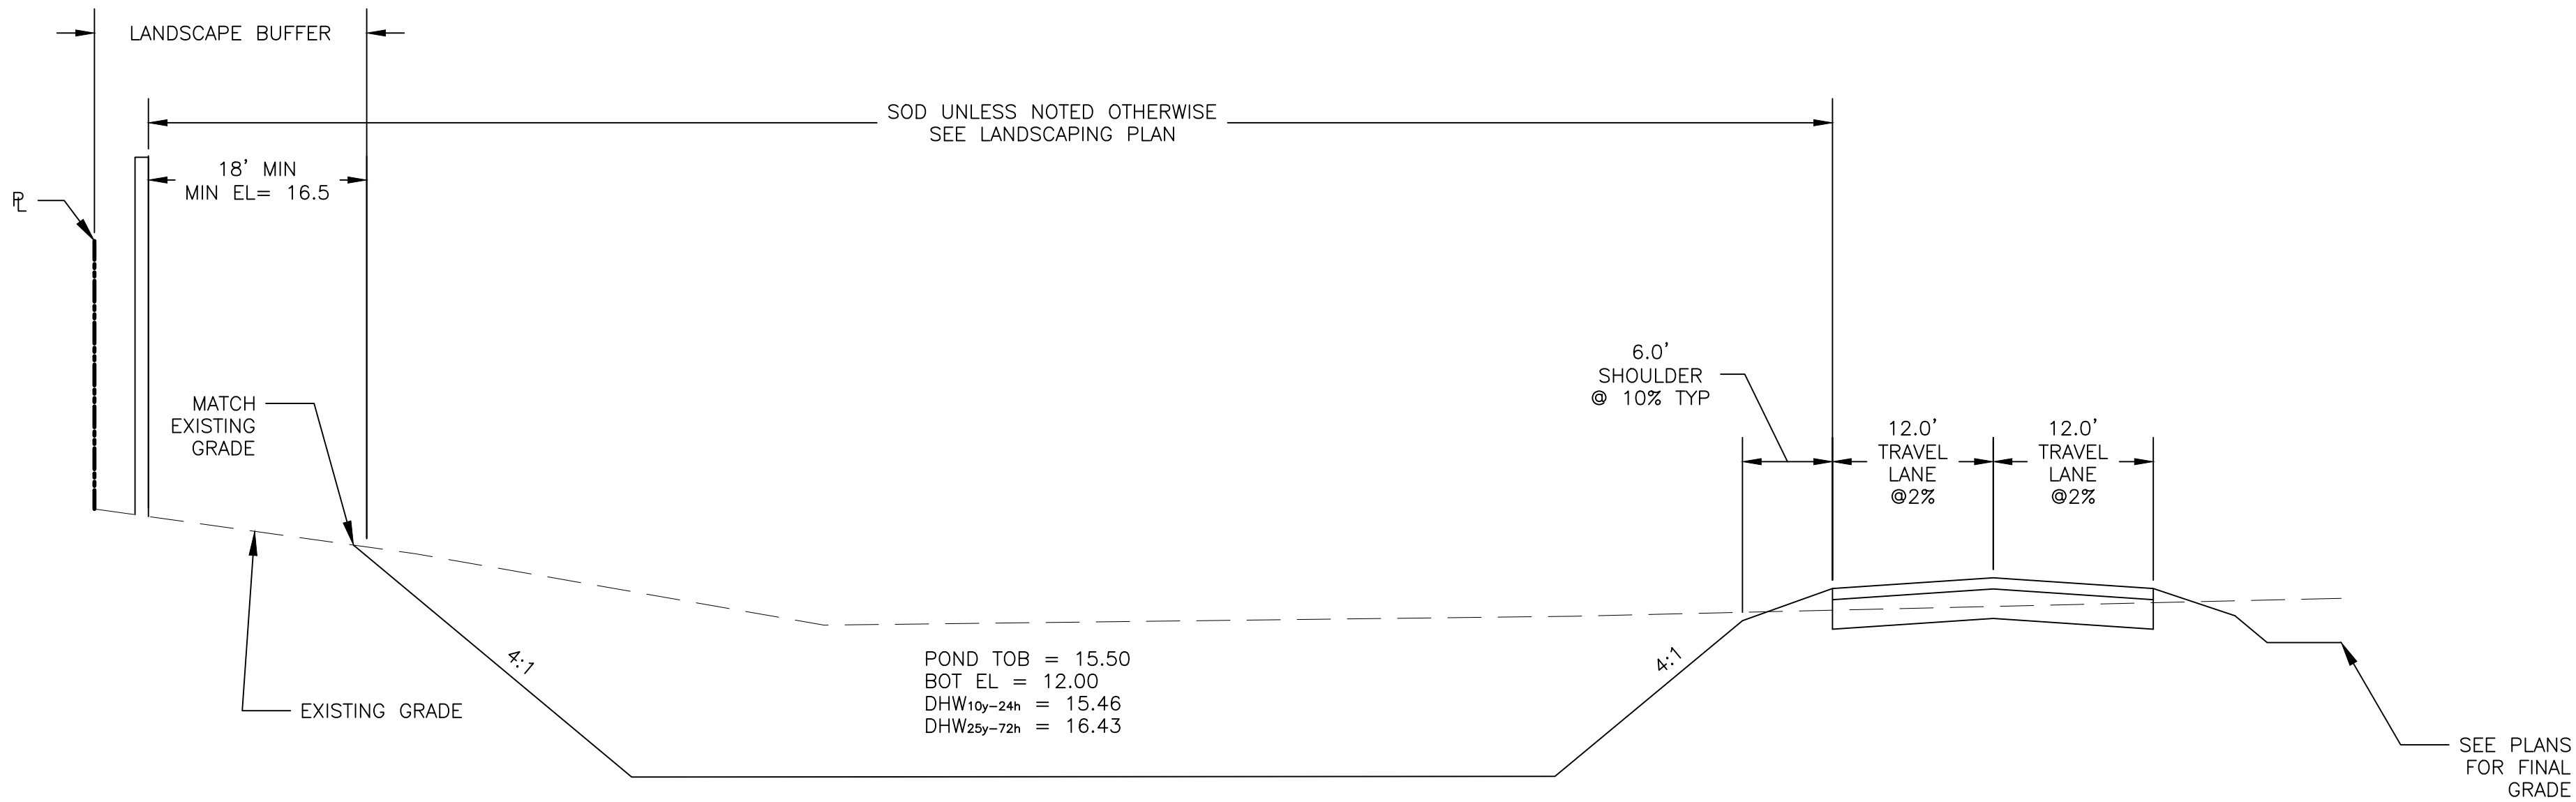 LANDSCAPE BUFFER
SOD UNLESS NOTED OTHERWISE
SEE LANDSCAPING PLAN
18' MIN
MIN EL= 16.5
PL
MATCH
EXISTING
GRADE
6.0'
SHOULDER
@ 10% TYP
12.0'
TRAVEL
LANE
@2%
12.0'
TRAVEL
LANE
@2%
4:1
4:1
POND TOB = 15.50
BOT EL = 12.00
DHW10y-24h = 15.46
DHW25y-72h = 16.43
EXISTING GRADE
SEE PLANS
FOR FINAL
GRADE